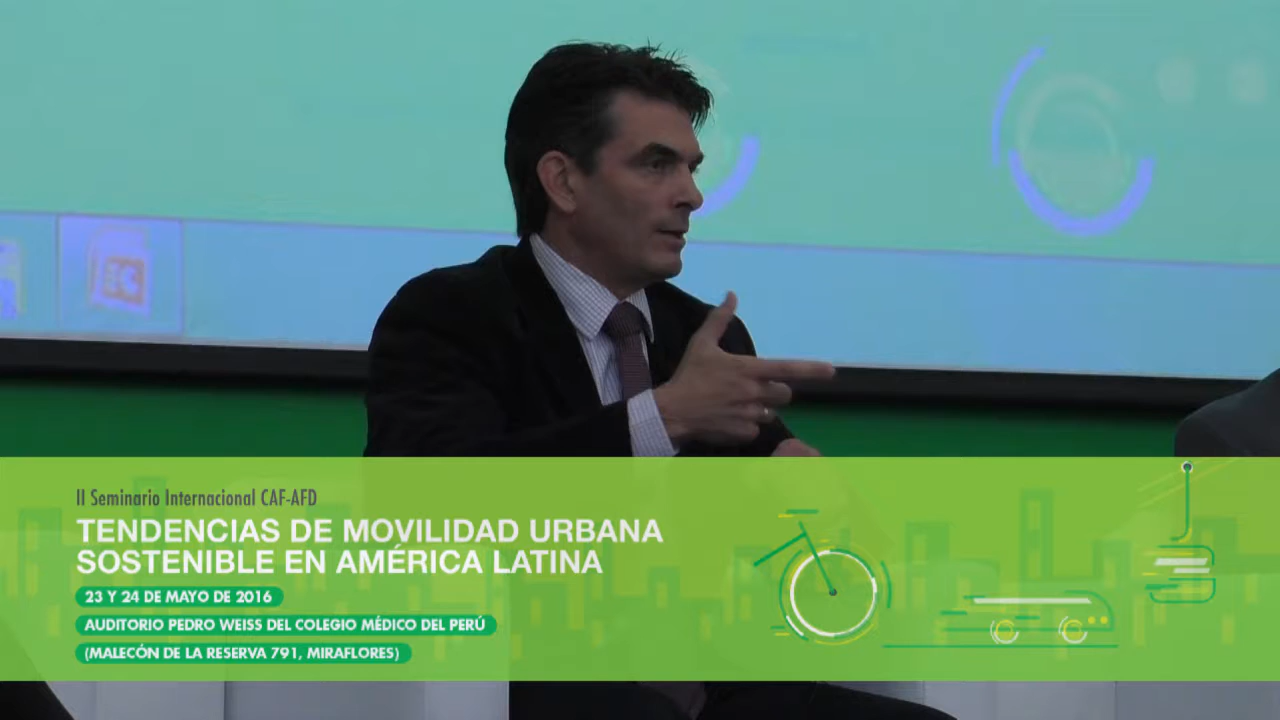 II Seminario Internacional CAF-AFD
TENDENCIAS DE MOVILIDAD URBANA
SOSTENIBLE EN AMÉRICA LATINA
23 Y 24 DE MAYO DE 2016
AUDITORIO PEDRO WEISS DEL COLEGIO MÉDICO DEL PERÚ
(MALECÓN DE LA RESERVA 791, MIRAFLORES)